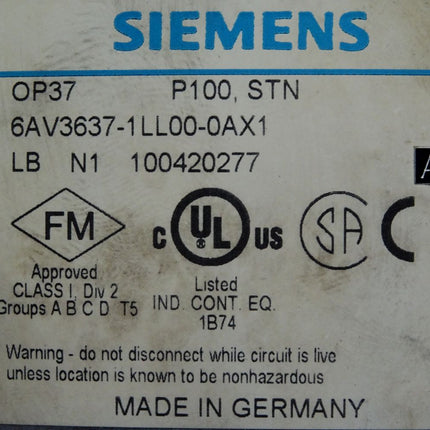 SIEMENS
OP37 P100, STN
6AV3637-1LL00-0AX1
LB N1 100420277
A
FM
c UL US
SA
C
Approved
CLASS I, Div 2
Groups A B C D T5
Listed
IND. CONT. EQ.
1B74
Warning - do not disconnect while circuit is live
unless location is known to be nonhazardous
MADE IN GERMANY